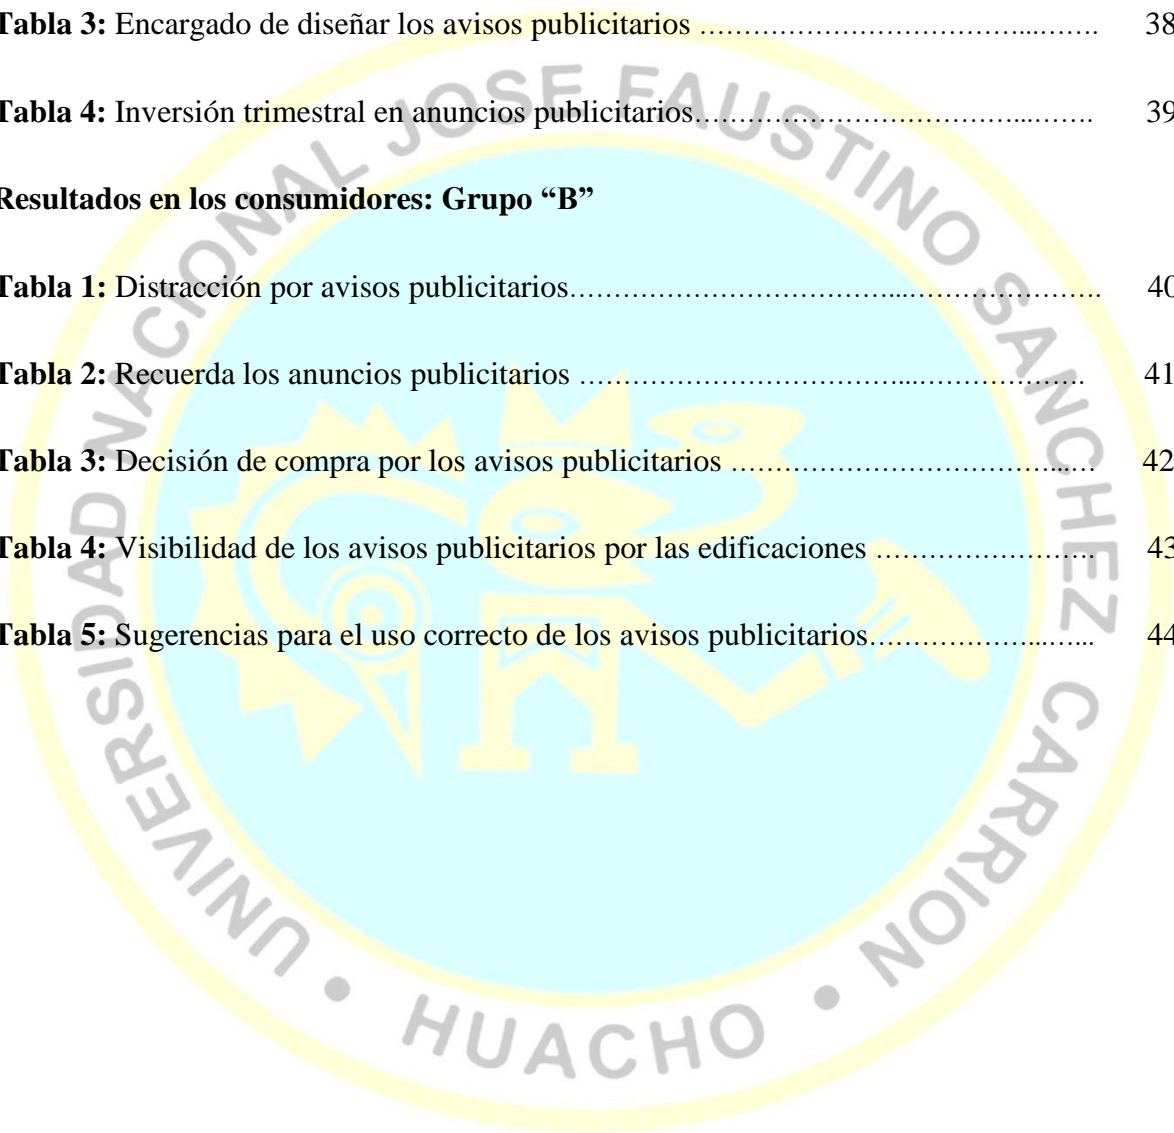 Tabla 3: Encargado de diseñar los avisos publicitarios ………………………………...……. 38
Tabla 4: Inversión trimestral en anuncios publicitarios………………………………...……. 39
Resultados en los consumidores: Grupo “B”
Tabla 1: Distracción por avisos publicitarios………………………………...…………………. 40
Tabla 2: Recuerda los anuncios publicitarios ………………………………...………………. 41
Tabla 3: Decisión de compra por los avisos publicitarios ………………………………...… 42
Tabla 4: Visibilidad de los avisos publicitarios por las edificaciones ……………………. 43
Tabla 5: Sugerencias para el uso correcto de los avisos publicitarios………………...…... 44
UNIVERSIDAD NACIONAL JOSE FAUSTINO SANCHEZ CARRION
• HUACHO •